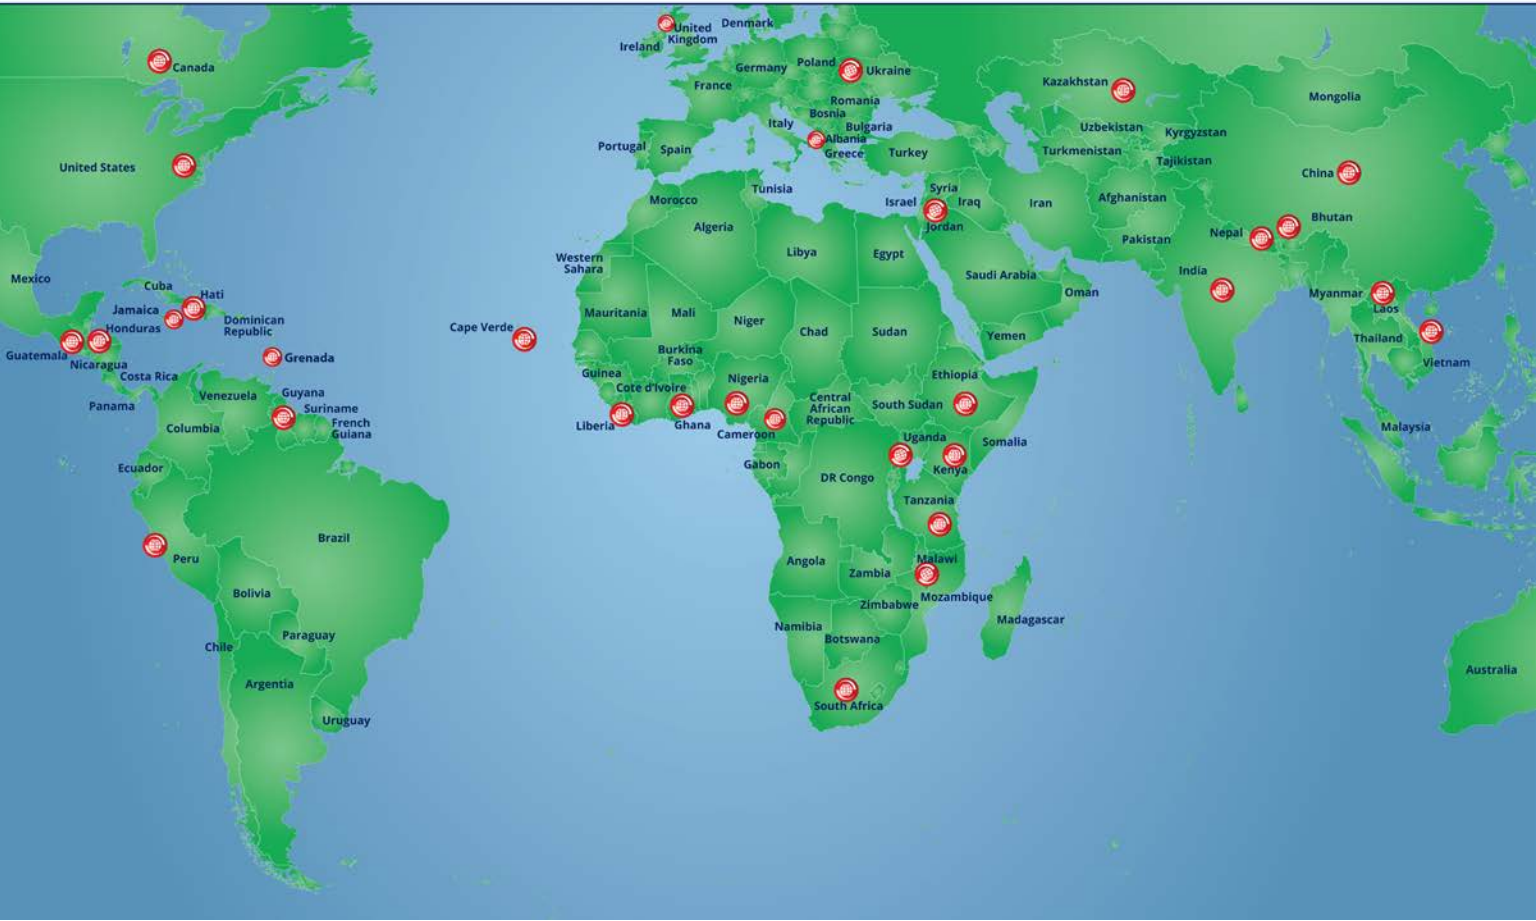 Canada
United States
Mexico
Cuba
Hati
Jamaica
Dominican
Republic
Honduras
Guatemala
Nicaragua
Grenada
Costa Rica
Panama
Venezuela
Guyana
Suriname
French
Guiana
Columbia
Ecuador
Peru
Brazil
Bolivia
Paraguay
Chile
Argentia
Uruguay
Cape Verde
United
Kingdom
Ireland
Denmark
Germany
Poland
Ukraine
France
Romania
Bosnia
Italy
Bulgaria
Albania
Greece
Portugal
Spain
Turkey
Kazakhstan
Mongolia
Uzbekistan
Kyrgyzstan
Turkmenistan
Tajikistan
China
Syria
Israel
Iraq
Jordan
Iran
Afghanistan
Pakistan
Nepal
Bhutan
India
Myanmar
Laos
Thailand
Vietnam
Malaysia
Saudi Arabia
Oman
Yemen
Tunisia
Morocco
Algeria
Libya
Egypt
Western
Sahara
Mauritania
Mali
Niger
Chad
Sudan
Burkina
Faso
Guinea
Cote d'Ivoire
Nigeria
Ethiopia
Central
African
Republic
South Sudan
Liberia
Ghana
Cameroon
Uganda
Somalia
Gabon
DR Congo
Kenya
Tanzania
Angola
Zambia
Malawi
Mozambique
Zimbabwe
Namibia
Botswana
Madagascar
South Africa
Australia